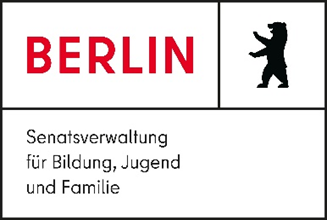 BERLIN
Senatsverwaltung
für Bildung, Jugend
und Familie